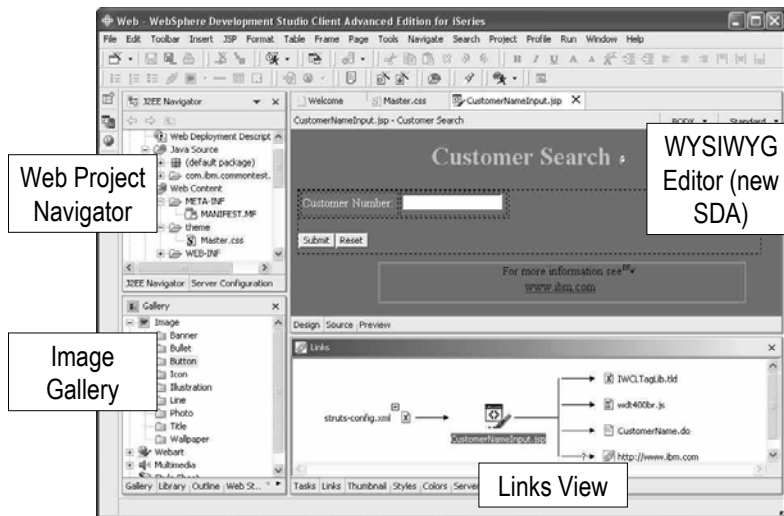 Web - WebSphere Development Studio Client Advanced Edition for iSeries
File Edit Toolbar Insert JSP Format Table Frame Page Tools Navigate Search Project Profile Run Window Help
J2EE Navigator
Web Deployment Descript
Java Source
(default package)
com.ibm.commontest.
Web Content
META-INF
MANIFEST.MF
theme
Master.css
WEB-INF
J2EE Navigator Server Configuration
Web Project
Navigator
Welcome Master.css CustomerNameInput.jsp
CustomerNameInput.jsp - Customer Search BODY Standard
Customer Search
Customer Number
Submit Reset
For more information see
www.ibm.com
Design Source Preview
WYSIWYG
Editor (new
SDA)
Gallery
Image
Banner
Bullet
Button
Icon
Illustration
Line
Photo
Title
Wallpaper
Webart
Multimedia
Gallery Library Outline Web St...
Image
Gallery
Links
struts-config.xml
CustomerNameInput.jsp
IWCLTagLib.tld
wdt400br.js
CustomerName.do
http://www.ibm.com
Tasks Links Thumbnail Styles Colors Server
Links View